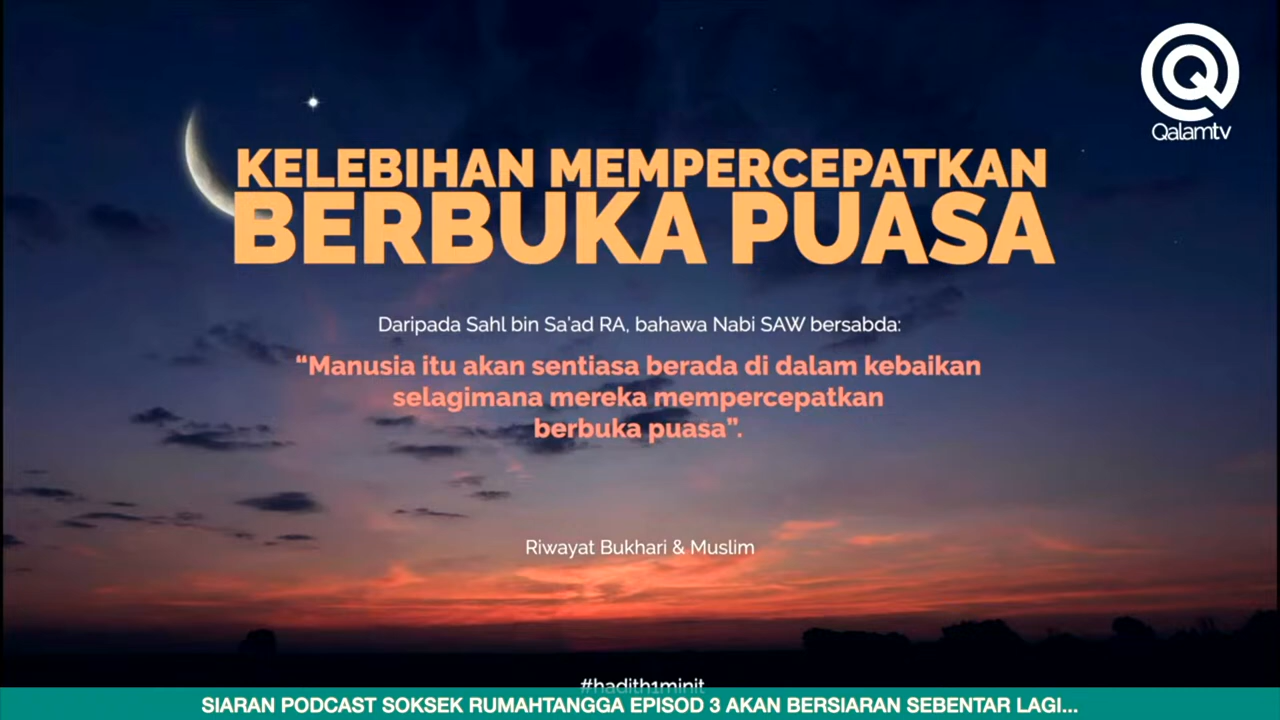 Qalamtv
KELEBIHAN MEMPERCEPATKAN
BERBUKA PUASA
Daripada Sahl bin Sa'ad RA, bahawa Nabi SAW bersabda:
“Manusia itu akan sentiasa berada di dalam kebaikan
selagimana mereka mempercepatkan
berbuka puasa”.
Riwayat Bukhari & Muslim
#hadith1minit
SIARAN PODCAST SOKSEK RUMAHTANGGA EPISOD 3 AKAN BERSIARAN SEBENTAR LAGI...